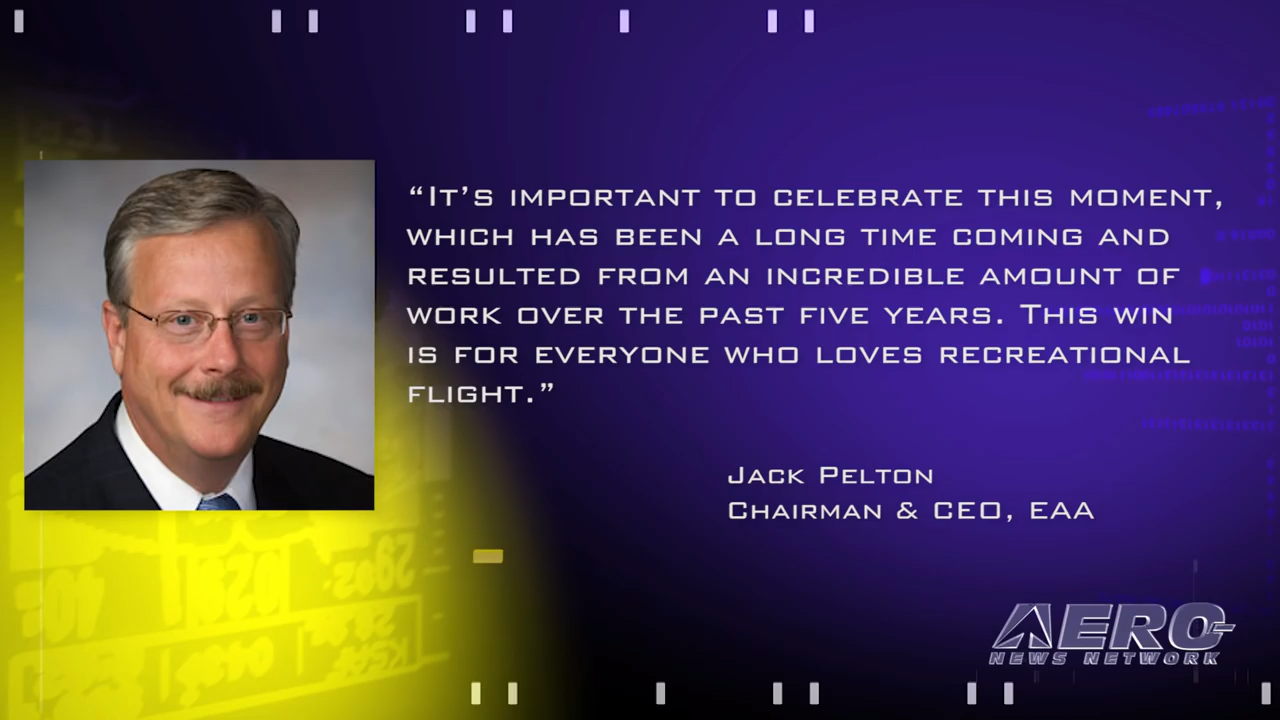 “It’s important to celebrate this moment,
which has been a long time coming and
resulted from an incredible amount of
work over the past five years. This win
is for everyone who loves recreational
flight.”
Jack Pelton
Chairman & CEO, EAA
AERO
NEWS NETWORK